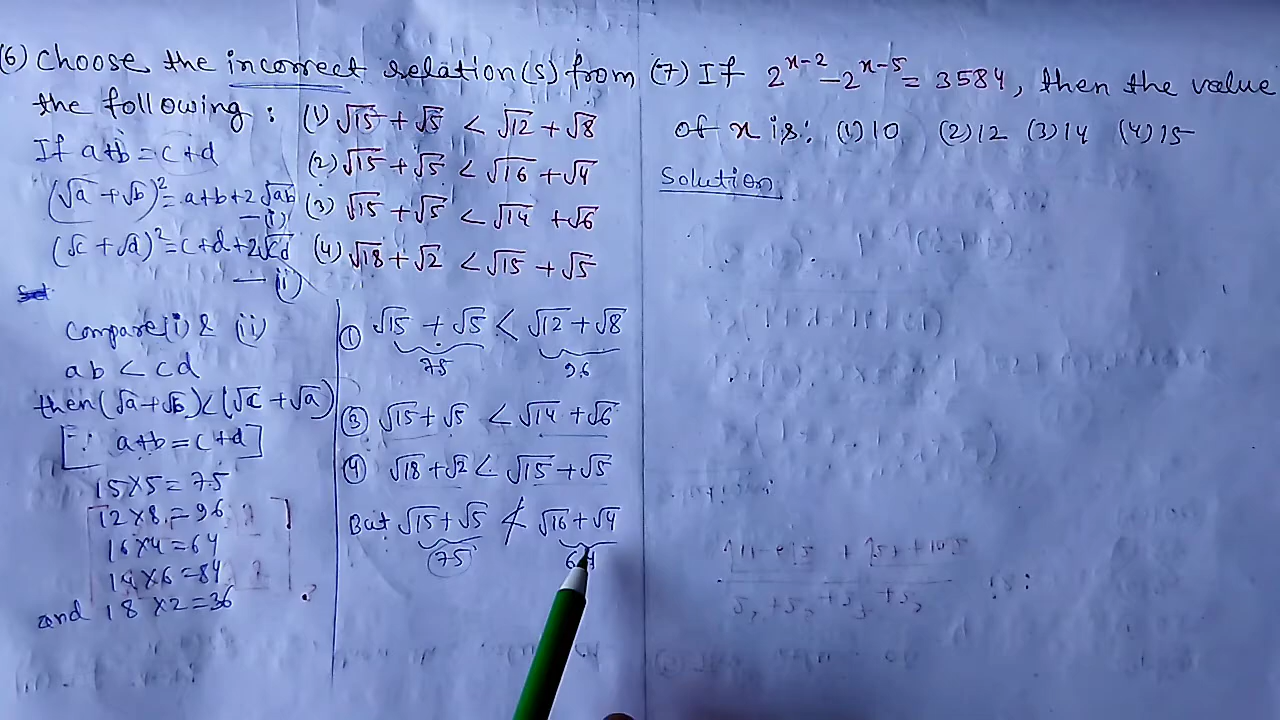 (6) Choose the incorrect relation(s) from
the following : (1) √15 + √5 < √12 + √8
(2) √15 + √5 < √16 + √4
(3) √15 + √5 < √14 + √6
(4) √18 + √2 < √15 + √5
If a+b = c+d
(√a + √b)² = a+b+2√ab
—(i)
(√c + √d)² = c+d+2√cd
—(i)
Compare (i) & (ii)
ab < cd
then (√a+√b) < (√c + √d)
[∵ a+b = c+d]
15×5 = 75
12×8 = 96
16×4 = 64
14×6 = 84
and 18×2 = 36
① √15 + √5 < √12 + √8
75 96
③ √15 + √5 < √14 + √6
④ √18 + √2 < √15 + √5
But √15 + √5 ≮ √16 + √4
75 64
(7) If 2^{x-2} - 2^{x-5} = 3584, then the value
of x is: (1) 10 (2) 12 (3) 14 (4) 15
Solution